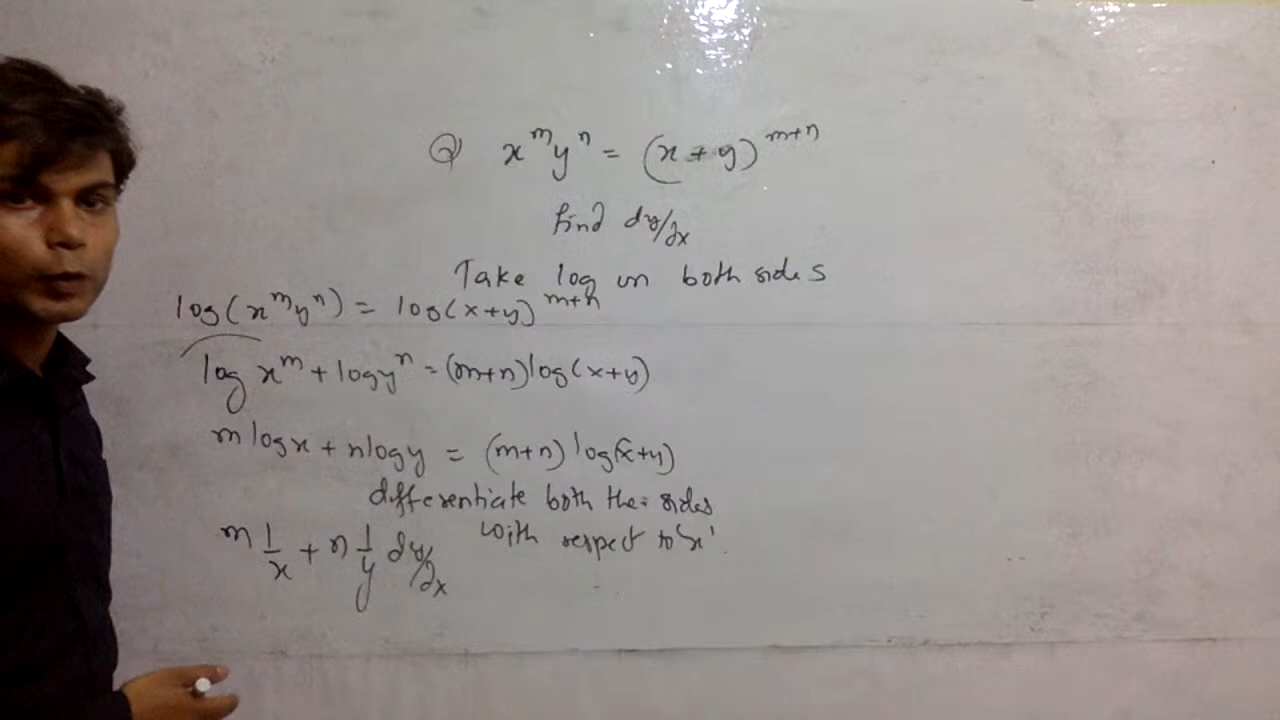 Q x^m y^n = (x + y)^{m+n}
find dy/dx
Take log on both sides
log(x^m y^n) = log(x+y)^{m+n}
log x^m + log y^n = (m+n) log(x+y)
m log x + n log y = (m+n) log(x+y)
differentiate both the sides
with respect to 'x'.
m 1/x + n 1/y dy/dx